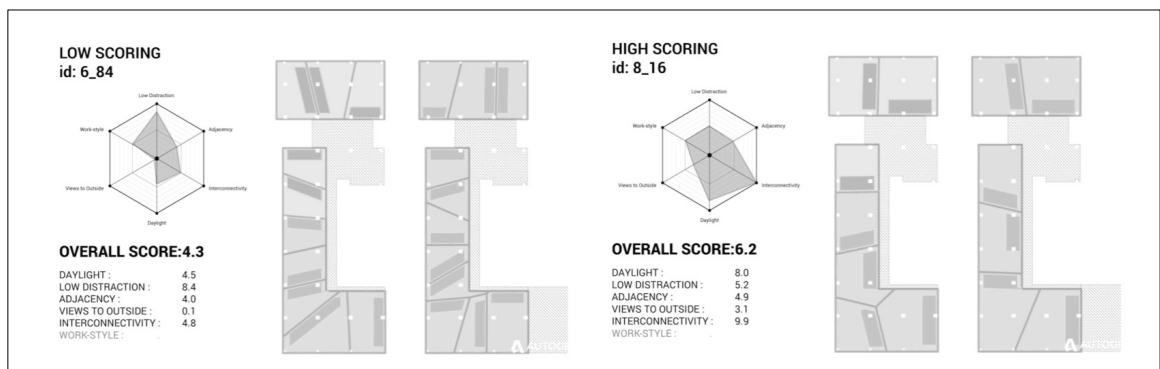 LOW SCORING
id: 6_84
Low Distraction
Work-style
Adjacency
Views to Outside
Interconnectivity
Daylight
OVERALL SCORE:4.3
DAYLIGHT : 4.5
LOW DISTRACTION : 8.4
ADJACENCY : 4.0
VIEWS TO OUTSIDE : 0.1
INTERCONNECTIVITY : 4.8
WORK-STYLE :
HIGH SCORING
id: 8_16
Low Distraction
Work-style
Adjacency
Views to Outside
Interconnectivity
Daylight
OVERALL SCORE:6.2
DAYLIGHT : 8.0
LOW DISTRACTION : 5.2
ADJACENCY : 4.9
VIEWS TO OUTSIDE : 3.1
INTERCONNECTIVITY : 9.9
WORK-STYLE :